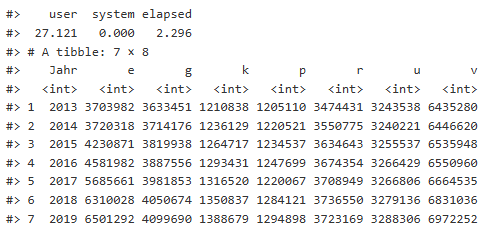 #>    user  system elapsed
#>  27.121   0.000   2.296
#> # A tibble: 7 × 8
#>    Jahr       e       g       k       p       r       u       v
#>   <int>   <int>   <int>   <int>   <int>   <int>   <int>   <int>
#> 1  2013 3703982 3633451 1210838 1205110 3474431 3243538 6435280
#> 2  2014 3720318 3714176 1236129 1220521 3550775 3240221 6446620
#> 3  2015 4230871 3819938 1264717 1234537 3634643 3255537 6535948
#> 4  2016 4581982 3887556 1293431 1247699 3674354 3266429 6550960
#> 5  2017 5685661 3981853 1316520 1220067 3708949 3266806 6664535
#> 6  2018 6310028 4050674 1350837 1284121 3736550 3279136 6831036
#> 7  2019 6501292 4099690 1388679 1294898 3723169 3288306 6972252